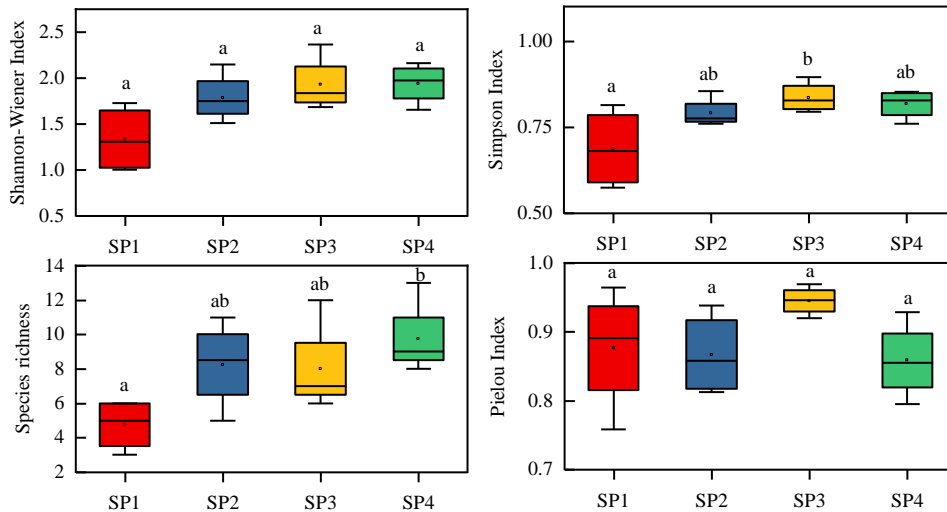 Shannon-Wiener Index
2.5
2.0
1.5
1.0
0.5
a
a
a
a
SP1
SP2
SP3
SP4
Simpson Index
1.00
0.75
0.50
a
ab
b
ab
SP1
SP2
SP3
SP4
Species richness
14
12
10
8
6
4
2
a
ab
ab
b
SP1
SP2
SP3
SP4
Pielou Index
1.0
0.9
0.8
0.7
a
a
a
a
SP1
SP2
SP3
SP4